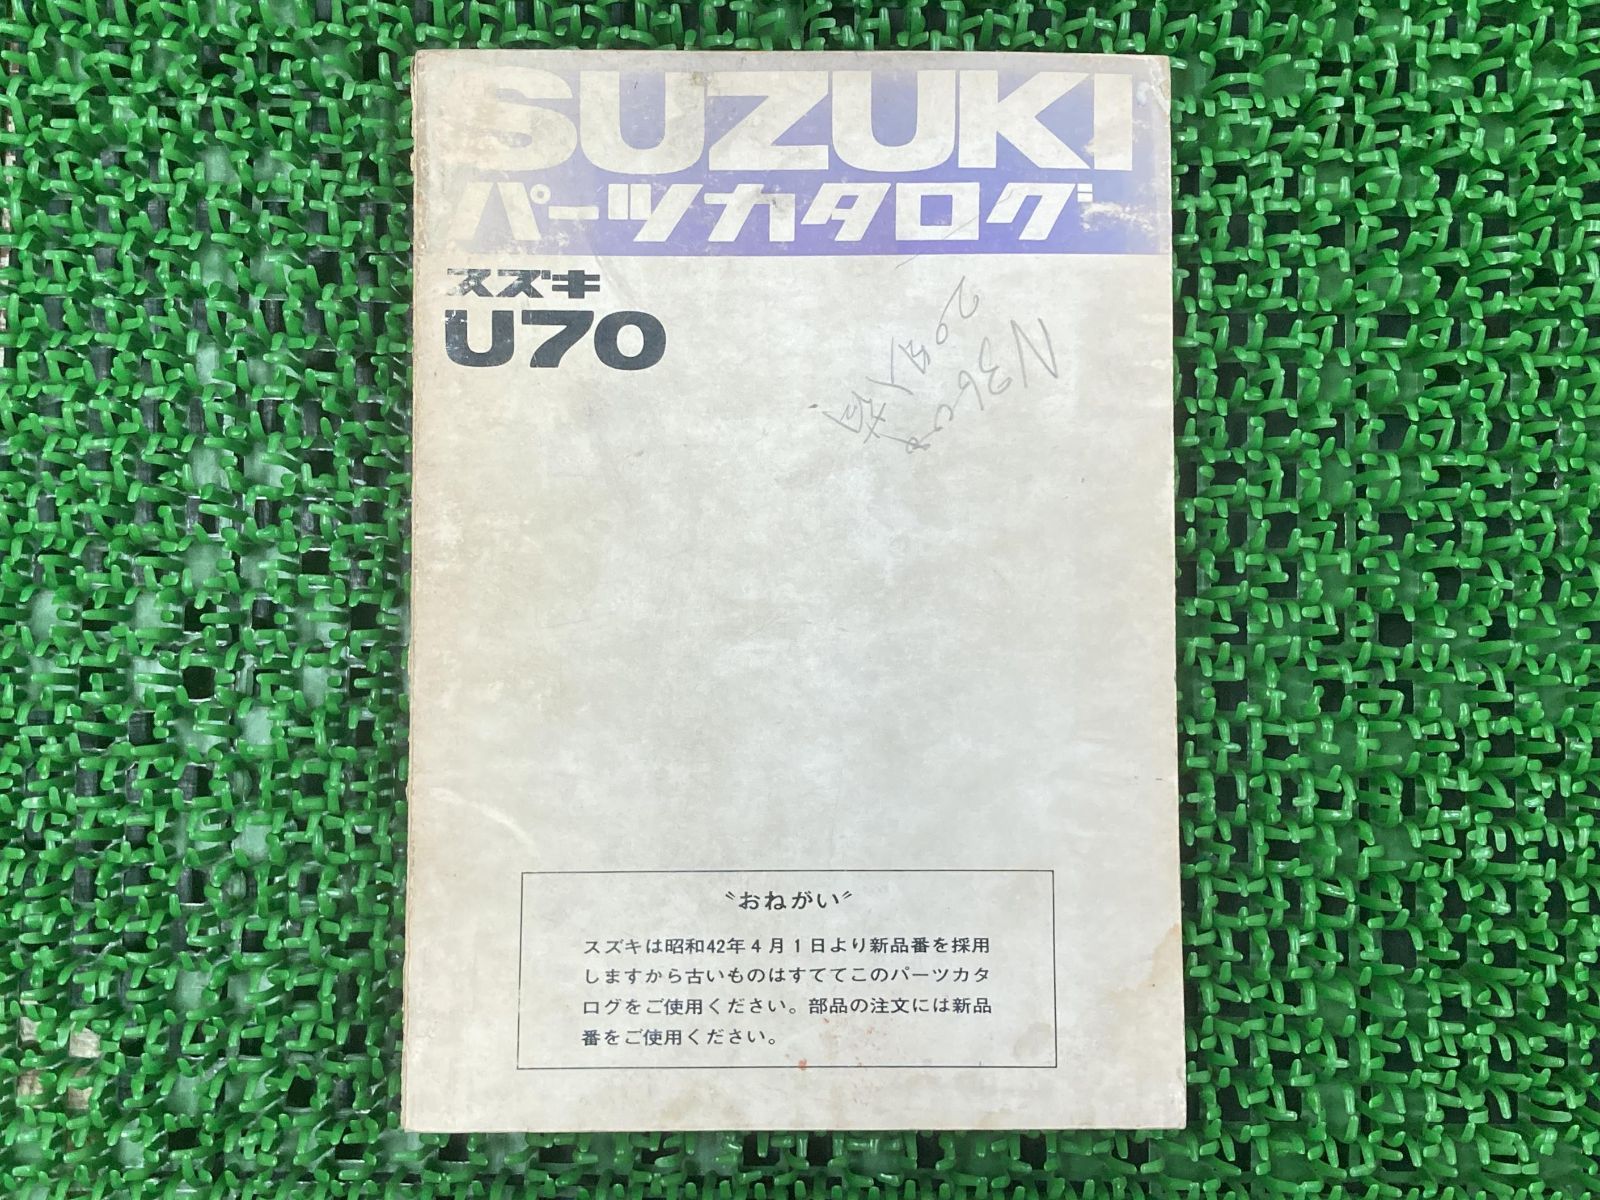 SUZUKI
パーツカタログ
スズキ
U70
N360
〝おねがい〟
スズキは昭和42年4月1日より新品番を採用
しますから古いものはすててこのパーツカタ
ログをご使用ください。部品の注文には新品
番をご使用ください。